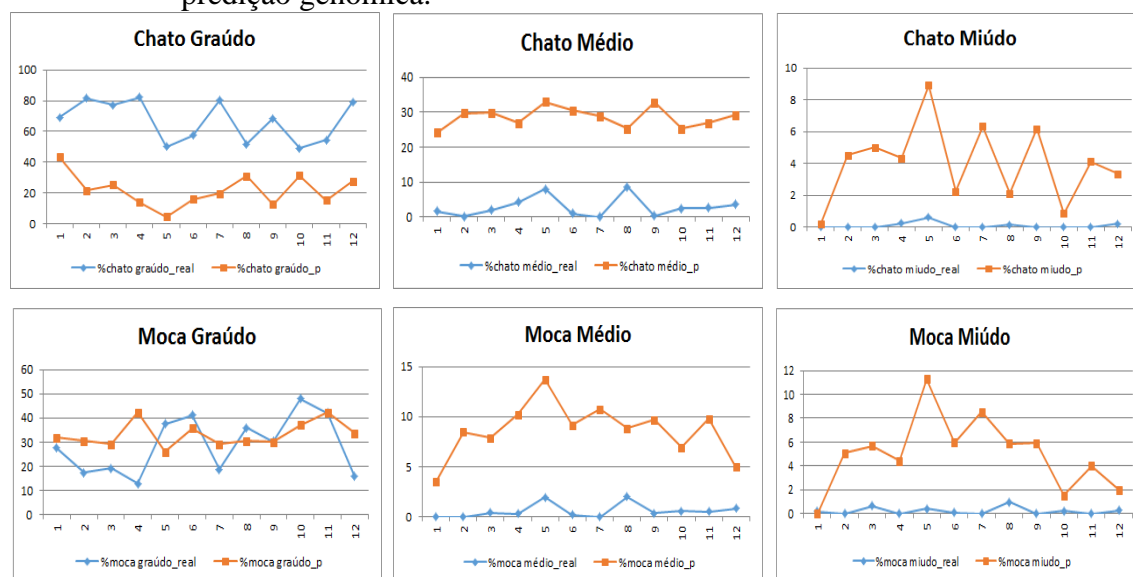 predição genômica.
Chato Graúdo
100
80
60
40
20
0
1 2 3 4 5 6 7 8 9 10 11 12
%chato graúdo_real %chato graúdo_p
Chato Médio
40
30
20
10
0
1 2 3 4 5 6 7 8 9 10 11 12
%chato médio_real %chato médio_p
Chato Miúdo
10
8
6
4
2
0
1 2 3 4 5 6 7 8 9 10 11 12
%chato miudo_real %chato miudo_p
Moca Graúdo
60
50
40
30
20
10
0
1 2 3 4 5 6 7 8 9 10 11 12
%moca graúdo_real %moca graúdo_p
Moca Médio
15
10
5
0
1 2 3 4 5 6 7 8 9 10 11 12
%moca médio_real %moca médio_p
Moca Miúdo
12
10
8
6
4
2
0
1 2 3 4 5 6 7 8 9 10 11 12
%moca miudo_real %moca miudo_p